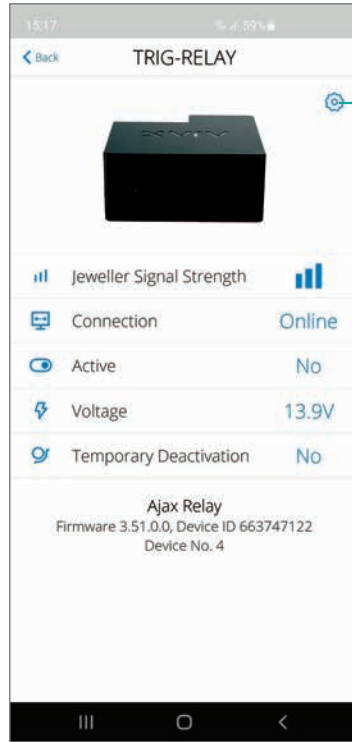 15:17 59%
Back TRIG-RELAY
AJAX
Jeweller Signal Strength
Connection Online
Active No
Voltage 13.9V
Temporary Deactivation No
Ajax Relay
Firmware 3.51.0.0, Device ID 663747122
Device No. 4